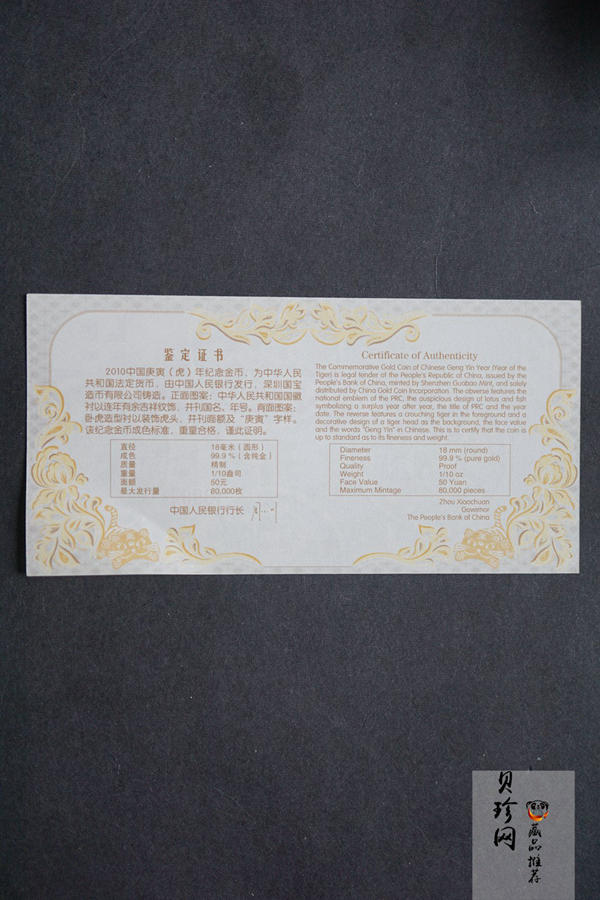 鉴定证书
2010中国庚寅（虎）年纪念金币，为中华人民
共和国法定货币，由中国人民银行发行，深圳国宝
造币有限公司铸造。正面图案：中华人民共和国国徽
衬以连年有余吉祥纹饰，并刊国名、年号。背面图案：
卧虎造型衬以装饰虎头，并刊面额及“庚寅”字样。
该纪念金币成色标准，重量合格，谨此证明。
直径 18毫米（圆形）
成色 99.9％（含纯金）
质量 精制
重量 1/10盎司
面额 50元
最大发行量 80,000枚
中国人民银行行长
Certificate of Authenticity
The Commemorative Gold Coin of Chinese Geng Yin Year (Year of the
Tiger) is legal tender of the People's Republic of China, issued by the
People's Bank of China, minted by Shenzhen Guobao Mint, and solely
distributed by China Gold Coin Incorporation. The obverse features the
national emblem of the PRC, the auspicious design of lotus and fish
symbolizing a surplus year after year, the title of PRC and the year
date. The reverse features a crouching tiger in the foreground and a
decorative design of a tiger head as the background, the face value
and the words "Geng Yin" in Chinese. This is to certify that the coin is
up to standard as to its fineness and weight.
Diameter 18 mm (round)
Fineness 99.9 % (pure gold)
Quality Proof
Weight 1/10 oz
Face Value 50 Yuan
Maximum Mintage 80,000 pieces
Zhou Xiaochuan
Governor
The People's Bank of China
贝珍网
藏品推荐